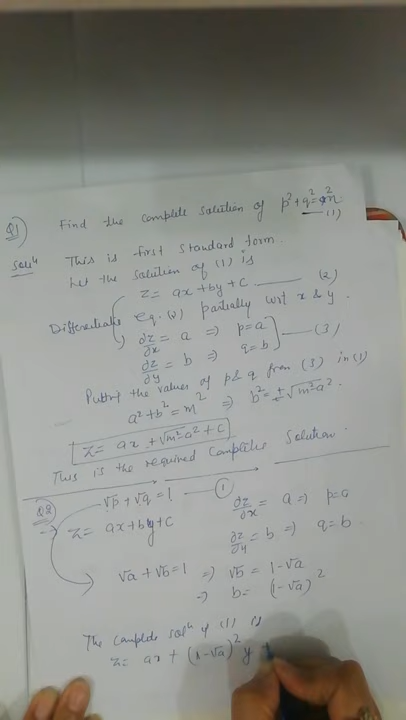 Q1) Find the complete solution of p²+q²=m². —(1)
Solⁿ This is first standard form.
Let the solution of (1) is
z = ax+by+c —(2)
Differentiate eq. (2) partially wrt x & y.
∂z/∂x = a ⇒ p=a
∂z/∂y = b ⇒ q=b ] —(3)
Putting the values of p & q from (3) in (1)
a²+b² = m² ⇒ b = ±√m²-a².
z = ax ± √m²-a² + c
This is the required complete solution.
Q2 √p + √q = 1 — (1)
→ z = ax+by+c
∂z/∂x = a ⇒ p=a
∂z/∂y = b ⇒ q=b.
√a + √b = 1 ⇒ √b = 1-√a
⇒ b = (1-√a)²
The complete solⁿ of (1) is
z = ax + (1-√a)² y +